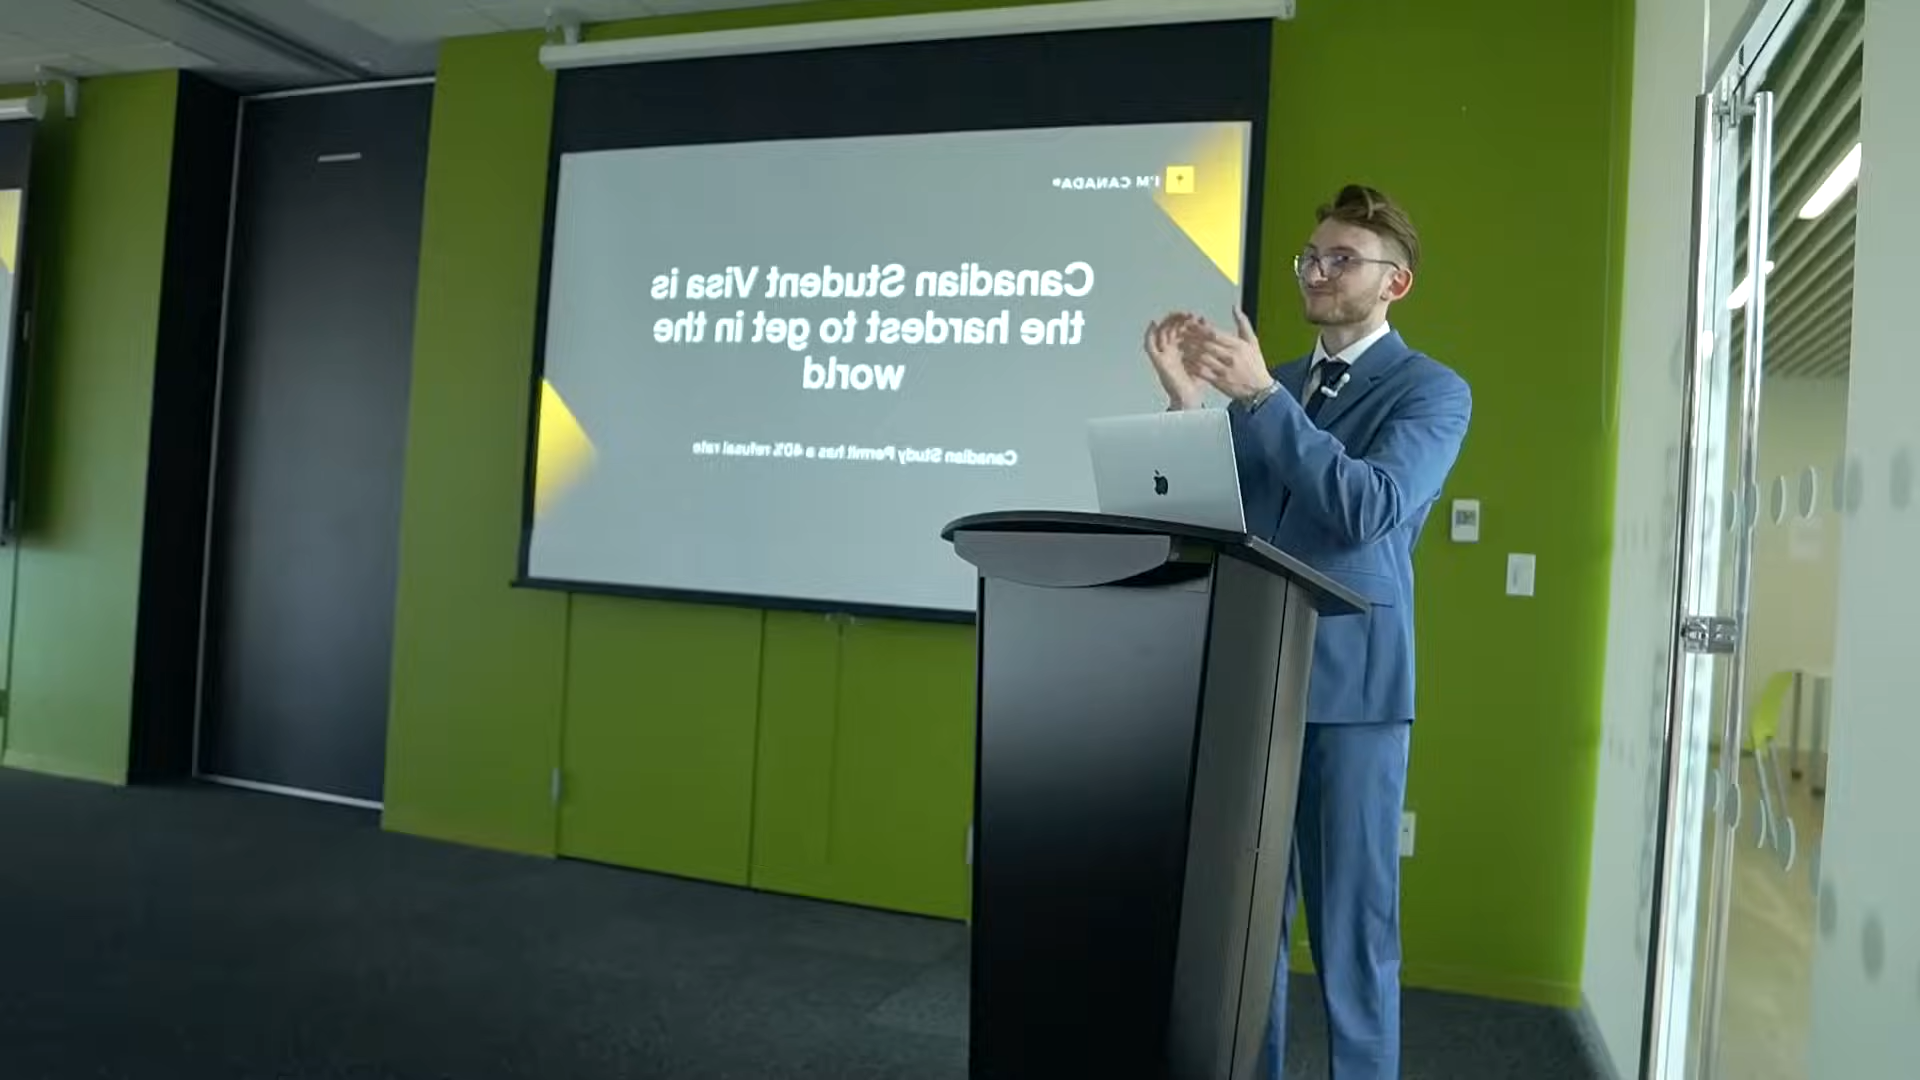 I'M CANADA®
Canadian Student Visa is
the hardest to get in the
world
Canadian Study Permit has a 40% refusal rate